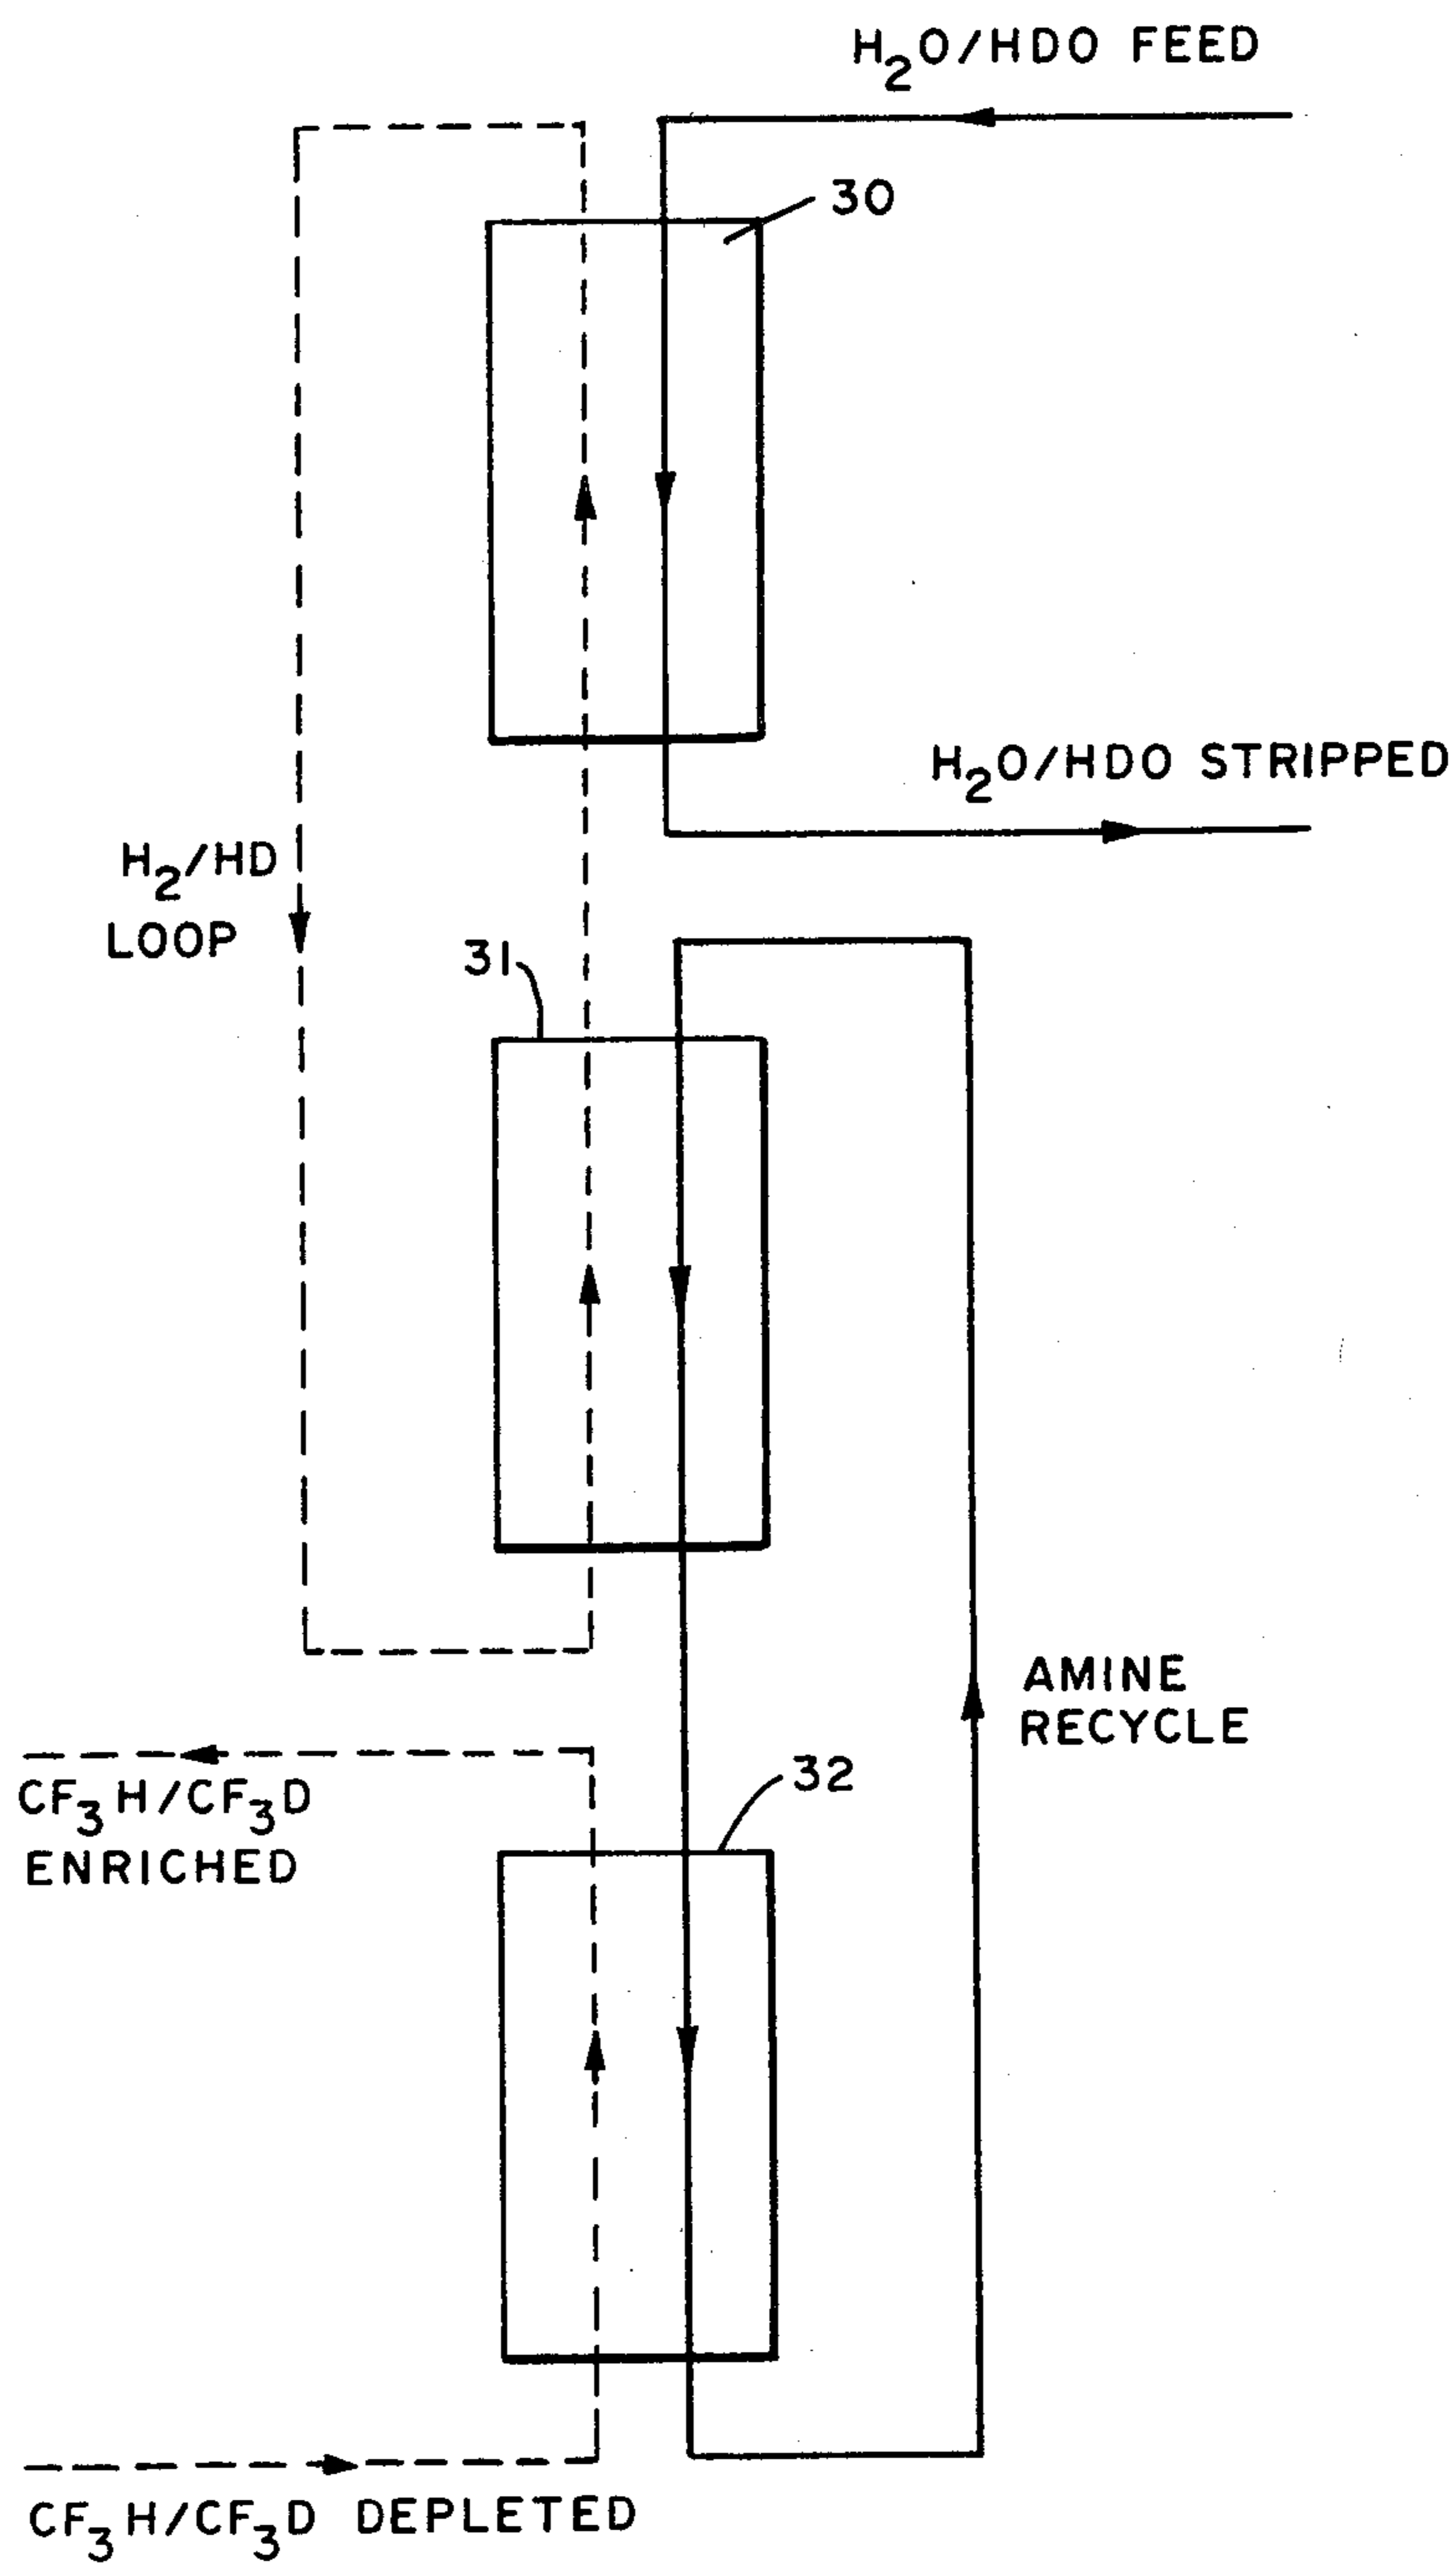 H₂O/HDO FEED
30
H₂O/HDO STRIPPED
H₂/HD
LOOP
31
AMINE
RECYCLE
32
CF₃H/CF₃D
ENRICHED
CF₃H/CF₃D DEPLETED